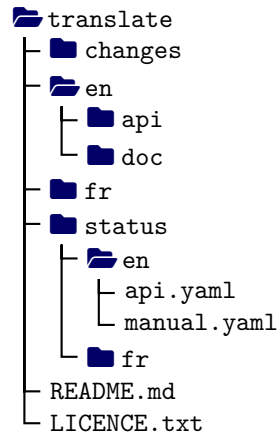 translate
changes
en
api
doc
fr
status
en
api.yaml
manual.yaml
fr
README.md
LICENCE.txt